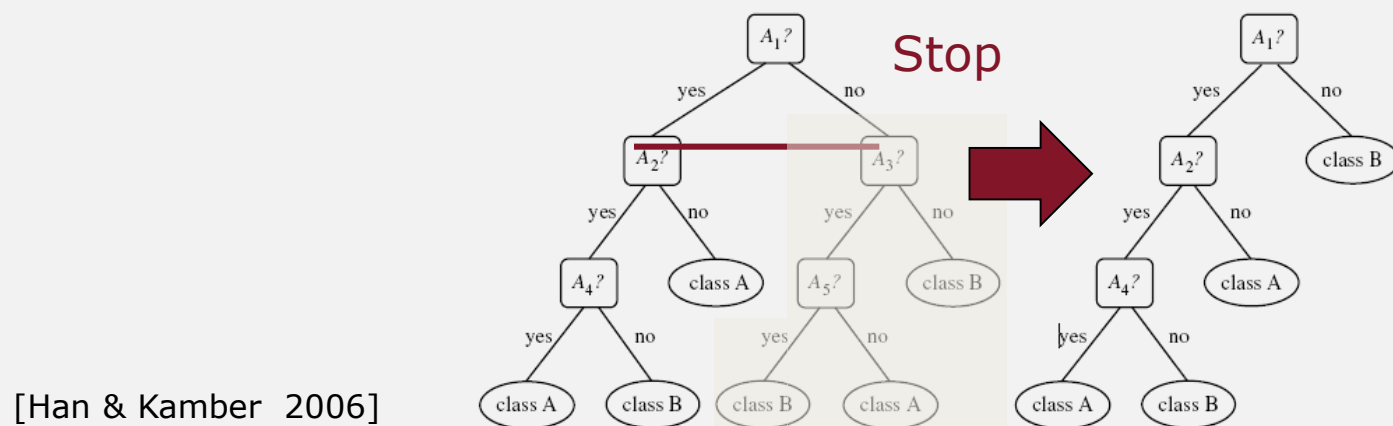 A1? Stop A1?
yes no yes no
A2? A3? A2? class B
yes no yes no yes no
A4? class A A5? class B A4? class A
yes no yes no yes no
[Han & Kamber 2006] class A class B class B class A class A class B